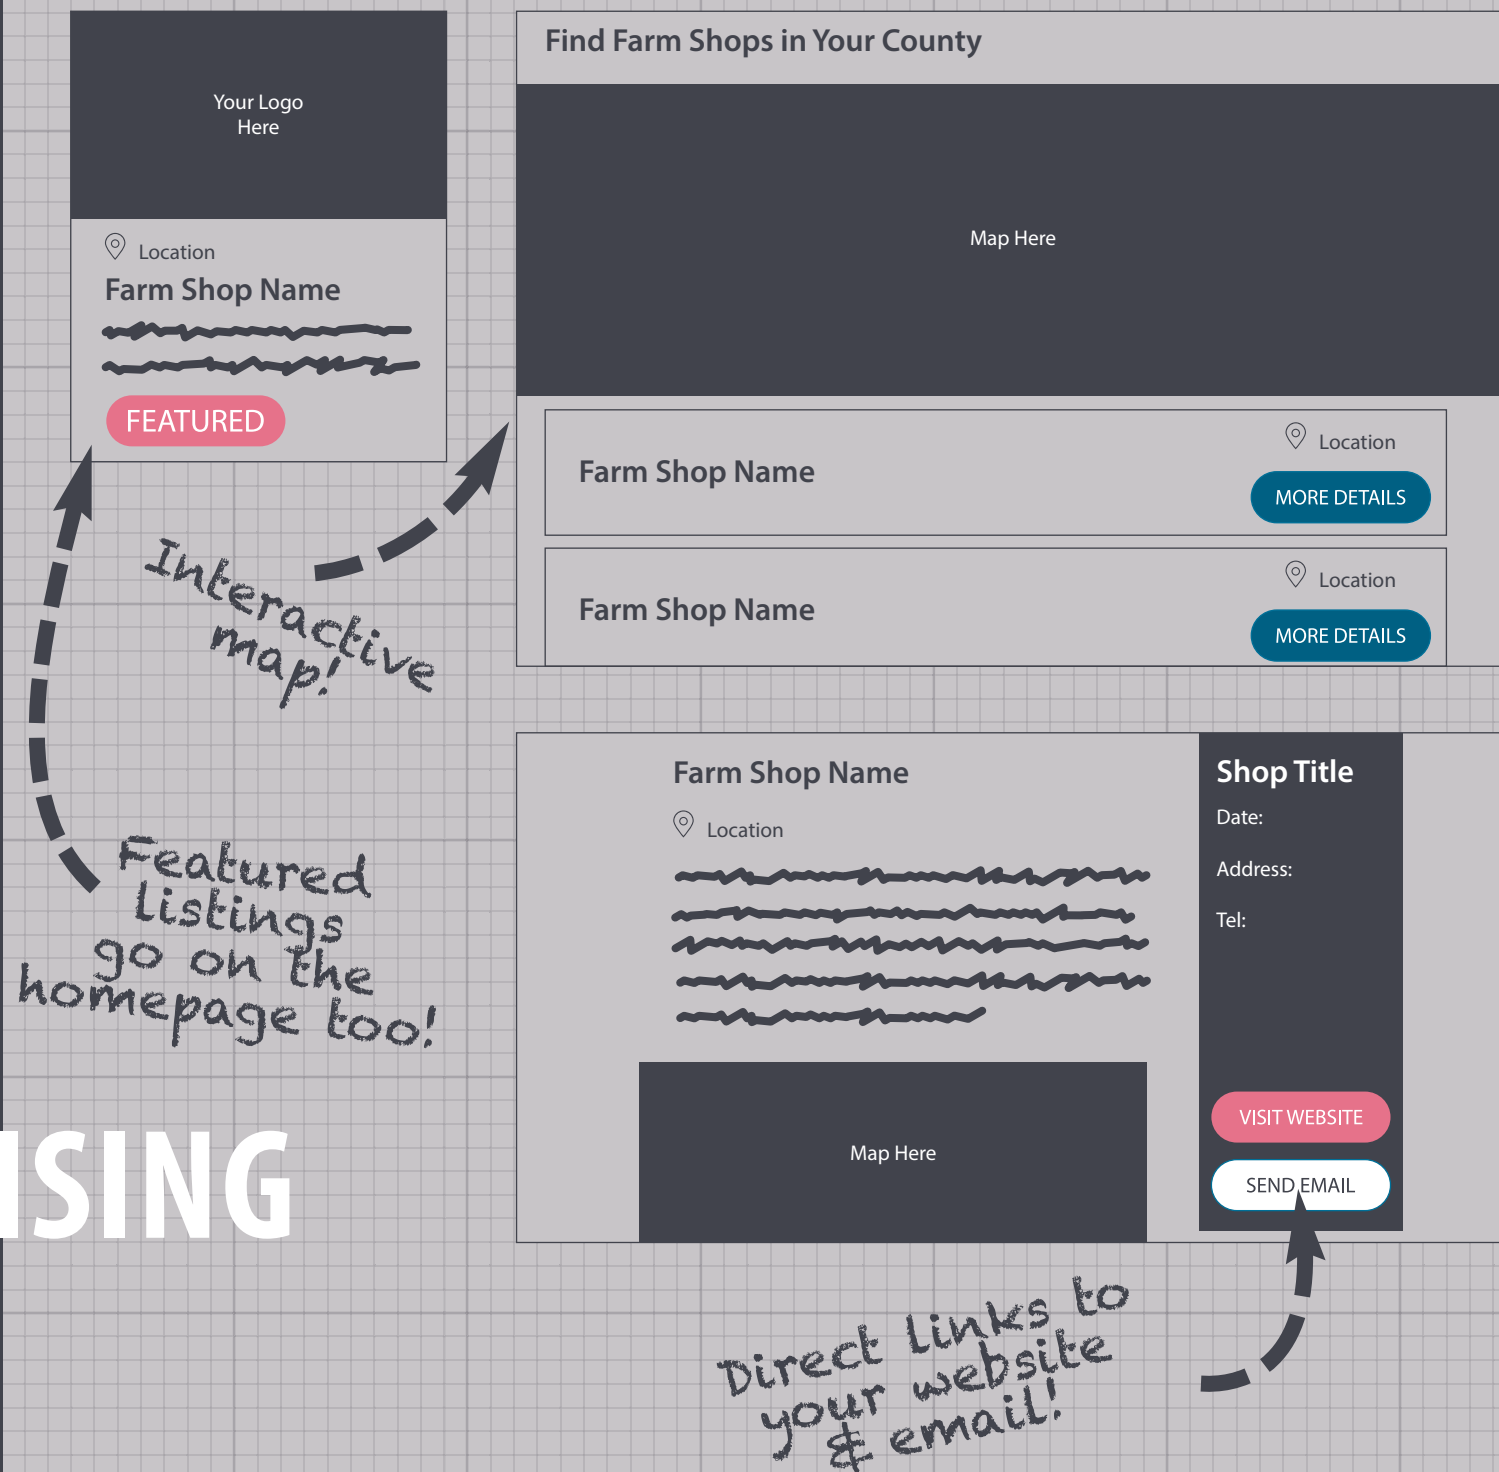 Your Logo
Here
Location
Farm Shop Name
FEATURED
Find Farm Shops in Your County
Map Here
Farm Shop Name
Location
MORE DETAILS
Farm Shop Name
Location
MORE DETAILS
Interactive
map!
Featured
listings
go on the
homepage too!
Farm Shop Name
Location
Map Here
Shop Title
Date:
Address:
Tel:
VISIT WEBSITE
SEND EMAIL
ISING
Direct links to
your website
& email!